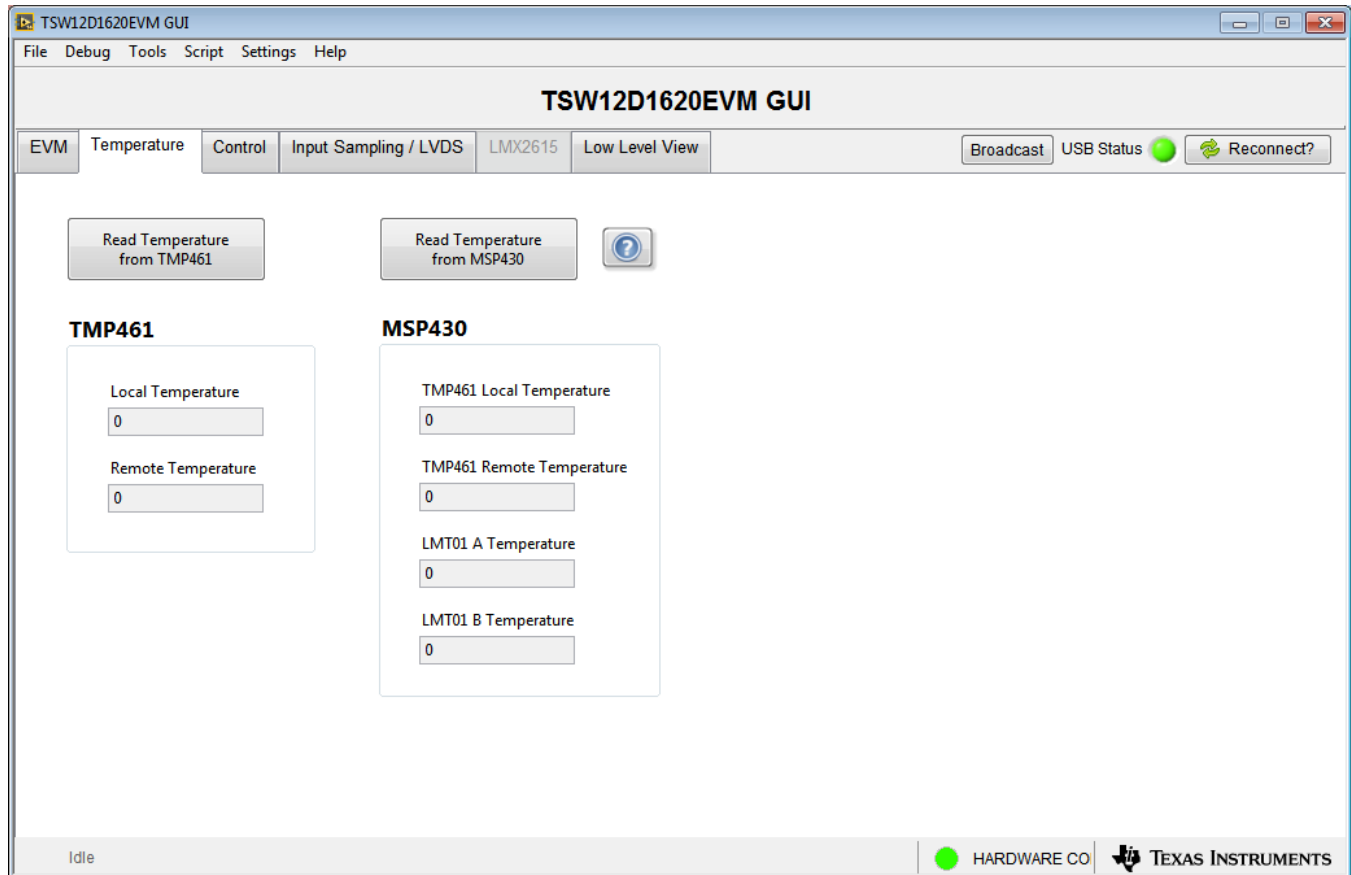 TSW12D1620EVM GUI
File Debug Tools Script Settings Help
TSW12D1620EVM GUI
EVM Temperature Control Input Sampling / LVDS LMX2615 Low Level View Broadcast USB Status Reconnect?
Read Temperature
from TMP461
Read Temperature
from MSP430
?
TMP461
Local Temperature
0
Remote Temperature
0
MSP430
TMP461 Local Temperature
0
TMP461 Remote Temperature
0
LMT01 A Temperature
0
LMT01 B Temperature
0
Idle HARDWARE CO TEXAS INSTRUMENTS